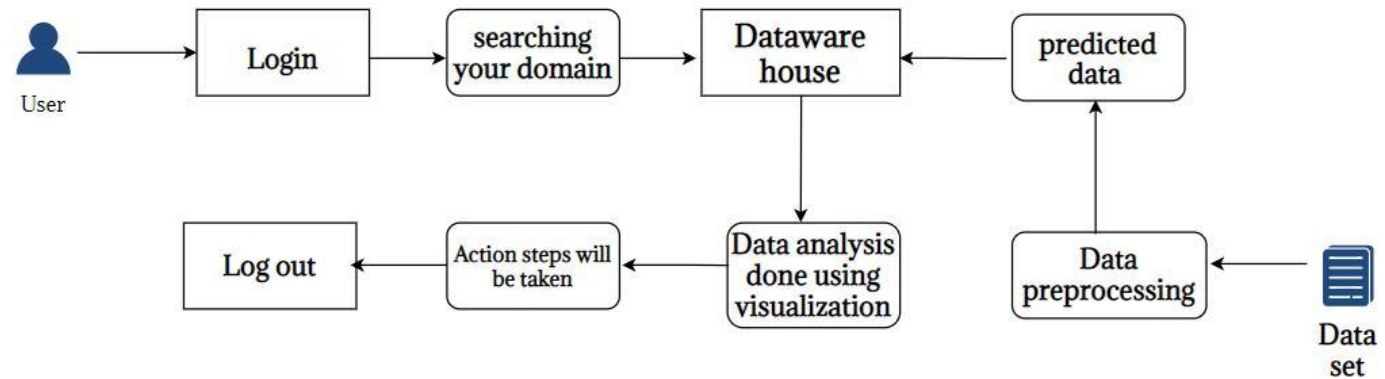 User
Login
searching
your domain
Dataware
house
predicted
data
Log out
Action steps will
be taken
Data analysis
done using
visualization
Data
preprocessing
Data
set